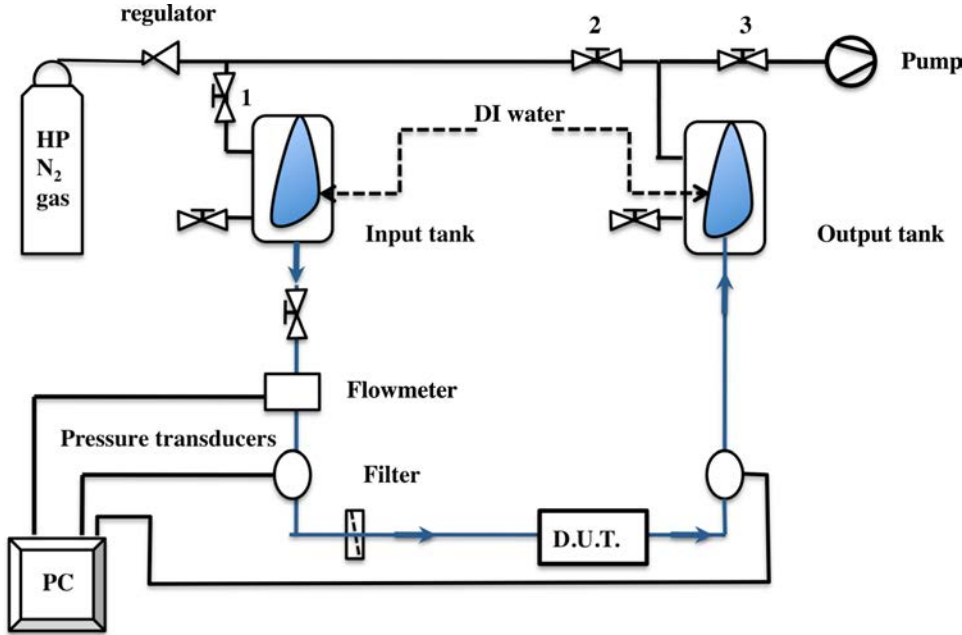 regulator
2
3
Pump
1
HP
N₂
gas
DI water
Input tank
Output tank
Flowmeter
Pressure transducers
Filter
D.U.T.
PC